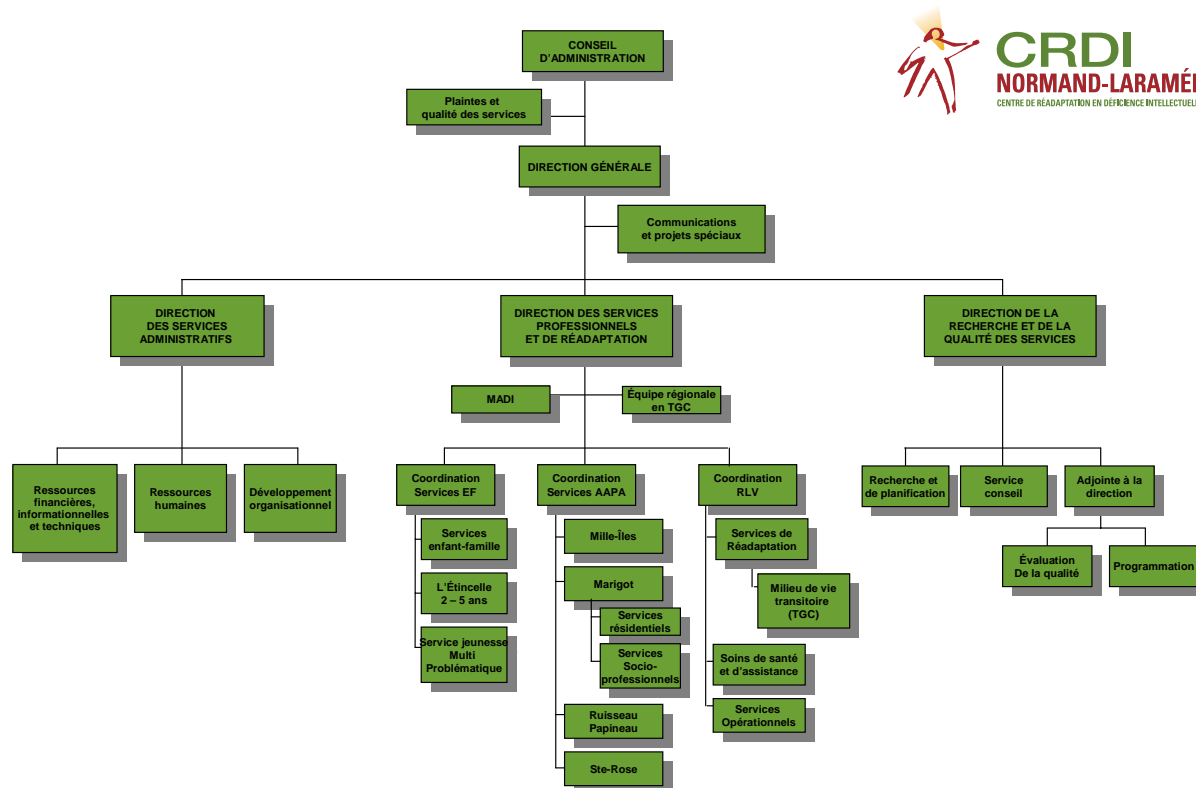 CONSEIL
D'ADMINISTRATION
CRDI
NORMAND-LARAMÉE
CENTRE DE RÉADAPTATION EN DÉFICIENCE INTELLECTUEL
Plaintes et
qualité des services
DIRECTION GÉNÉRALE
Communications
et projets spéciaux
DIRECTION
DES SERVICES
ADMINISTRATIFS
DIRECTION DES SERVICES
PROFESSIONNELS
ET DE RÉADAPTATION
DIRECTION DE LA
RECHERCHE ET DE LA
QUALITÉ DES SERVICES
MADI
Équipe régionale
en TGC
Ressources
financières,
informationnelles
et techniques
Ressources
humaines
Développement
organisationnel
Coordination
Services EF
Coordination
Services AAPA
Coordination
RLV
Recherche et
de planification
Service
conseil
Adjointe à la
direction
Services
enfant-famille
L'Étincelle
2 – 5 ans
Service jeunesse
Multi
Problématique
Mille-Îles
Marigot
Services
résidentiels
Services
Socio-
professionnels
Ruisseau
Papineau
Ste-Rose
Services de
Réadaptation
Milieu de vie
transitoire
(TGC)
Soins de santé
et d'assistance
Services
Opérationnels
Évaluation
De la qualité
Programmation